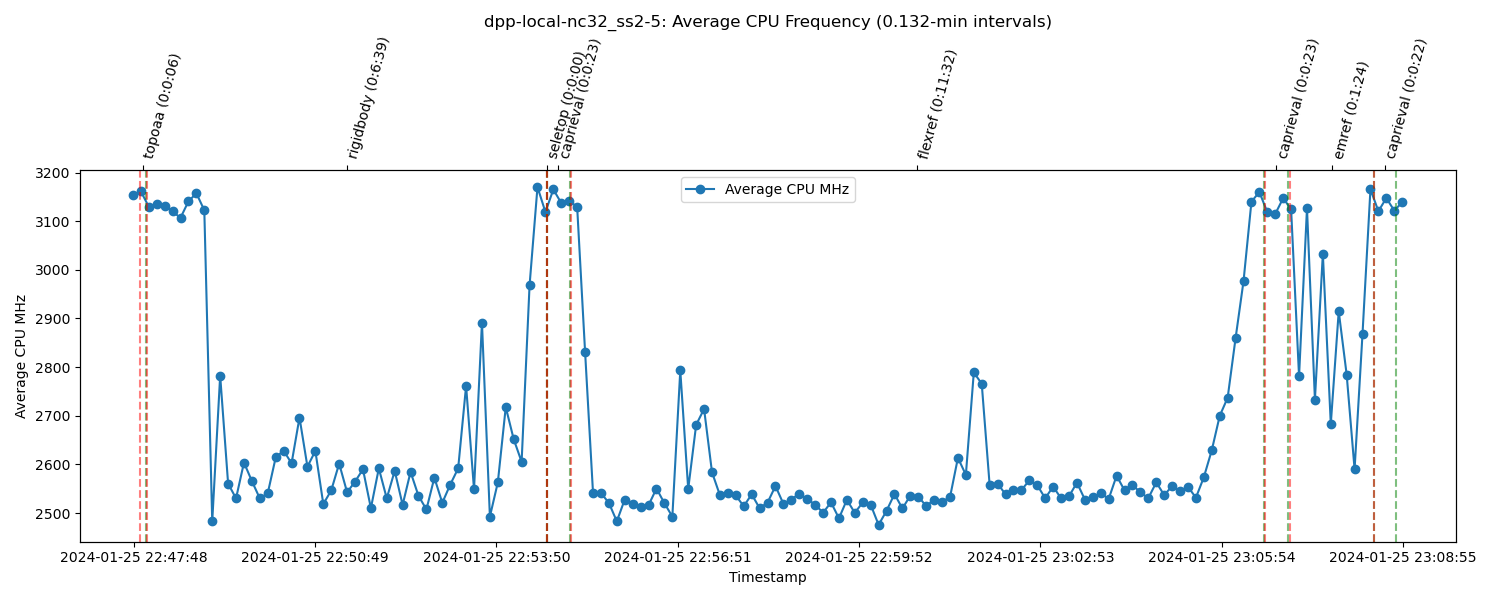 dpp-local-nc32_ss2-5: Average CPU Frequency (0.132-min intervals)
topoaa (0:0:06)
rigidbody (0:6:39)
seletop (0:0:00)
caprieval (0:0:23)
flexref (0:11:32)
caprieval (0:0:23)
emref (0:1:24)
caprieval (0:0:22)
Average CPU MHz
3200
3100
3000
2900
2800
2700
2600
2500
Average CPU MHz
2024-01-25 22:47:48
2024-01-25 22:50:49
2024-01-25 22:53:50
2024-01-25 22:56:51
2024-01-25 22:59:52
2024-01-25 23:02:53
2024-01-25 23:05:54
2024-01-25 23:08:55
Timestamp